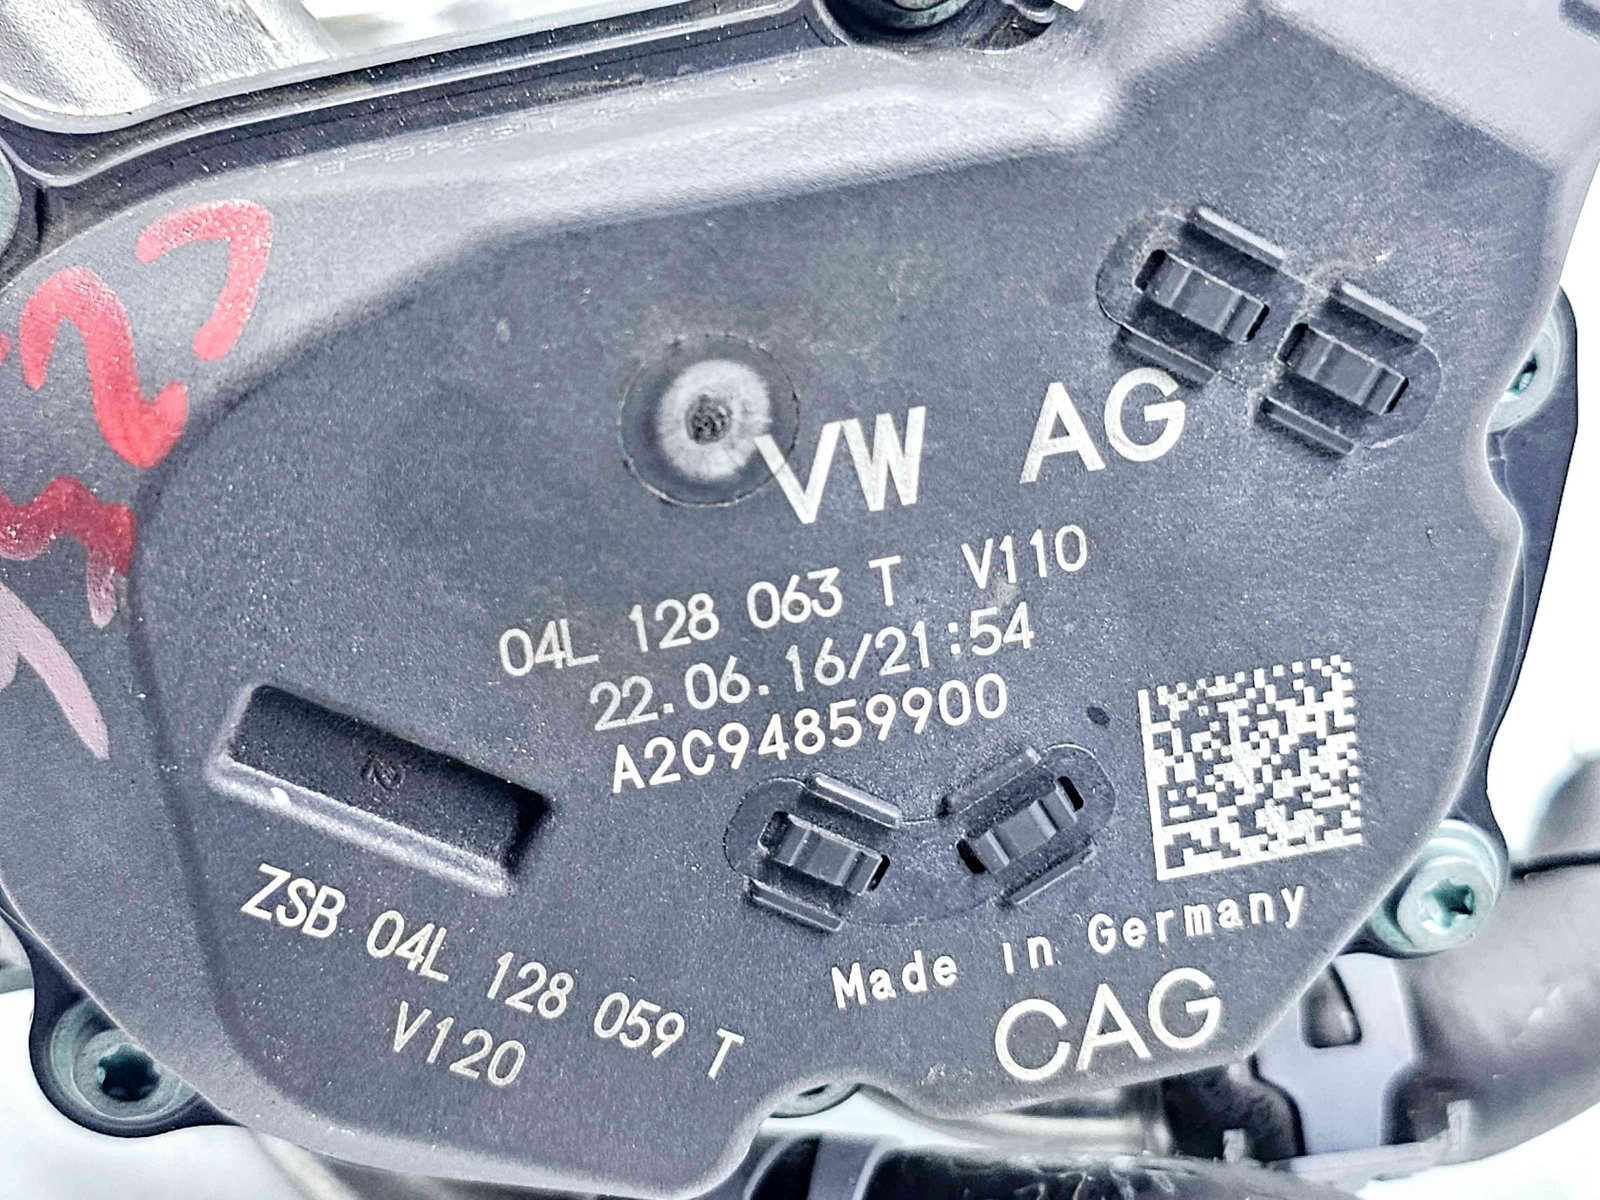 VW AG
04L 128 063 T V110
22.06.16/21:54
A2C94859900
ZSB 04L 128 059 T
V120
Made in Germany
CAG